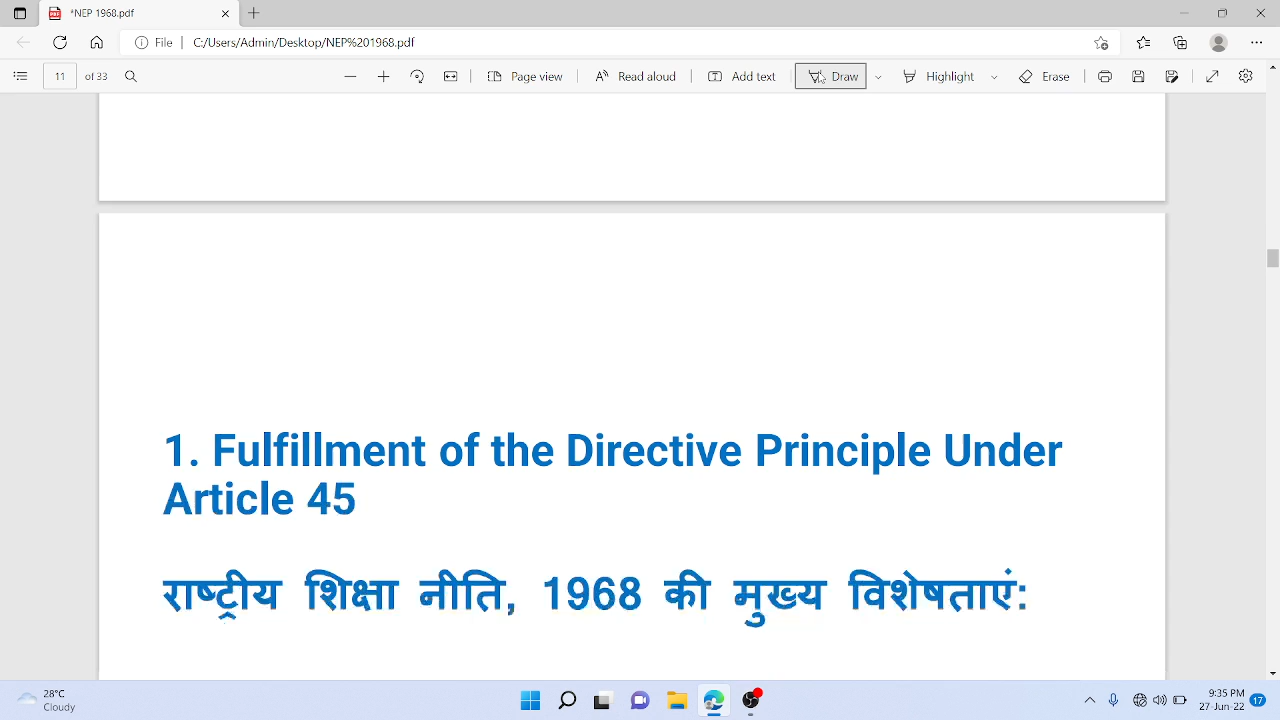 *NEP 1968.pdf
File C:/Users/Admin/Desktop/NEP%201968.pdf
11 of 33 Page view Read aloud Add text Draw Highlight Erase
1. Fulfillment of the Directive Principle Under
Article 45
राष्ट्रीय शिक्षा नीति, 1968 की मुख्य विशेषताएं:
28°C
Cloudy
9:35 PM
27-Jun-22
17